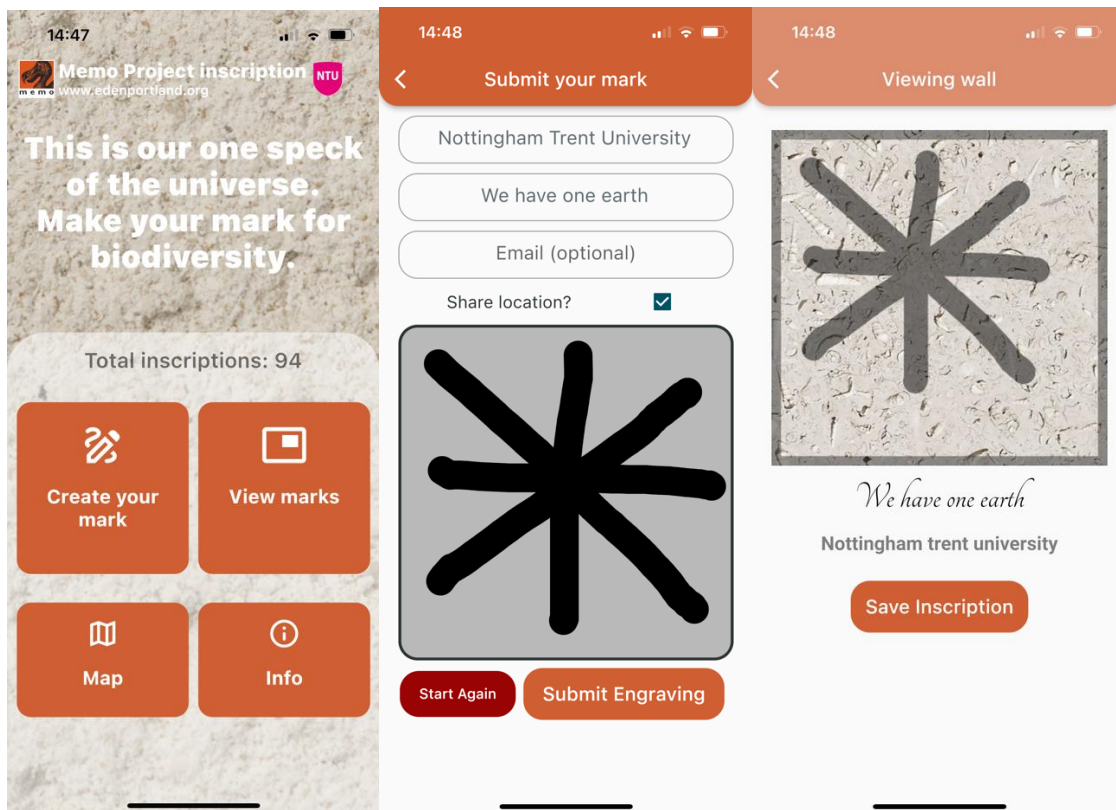 14:47
Memo Project inscription
NTU
memo
www.edenportland.org
This is our one speck
of the universe.
Make your mark for
biodiversity.
Total inscriptions: 94
Create your
mark
View marks
Map
Info
14:48
Submit your mark
Nottingham Trent University
We have one earth
Email (optional)
Share location?
Start Again
Submit Engraving
14:48
Viewing wall
We have one earth
Nottingham trent university
Save Inscription